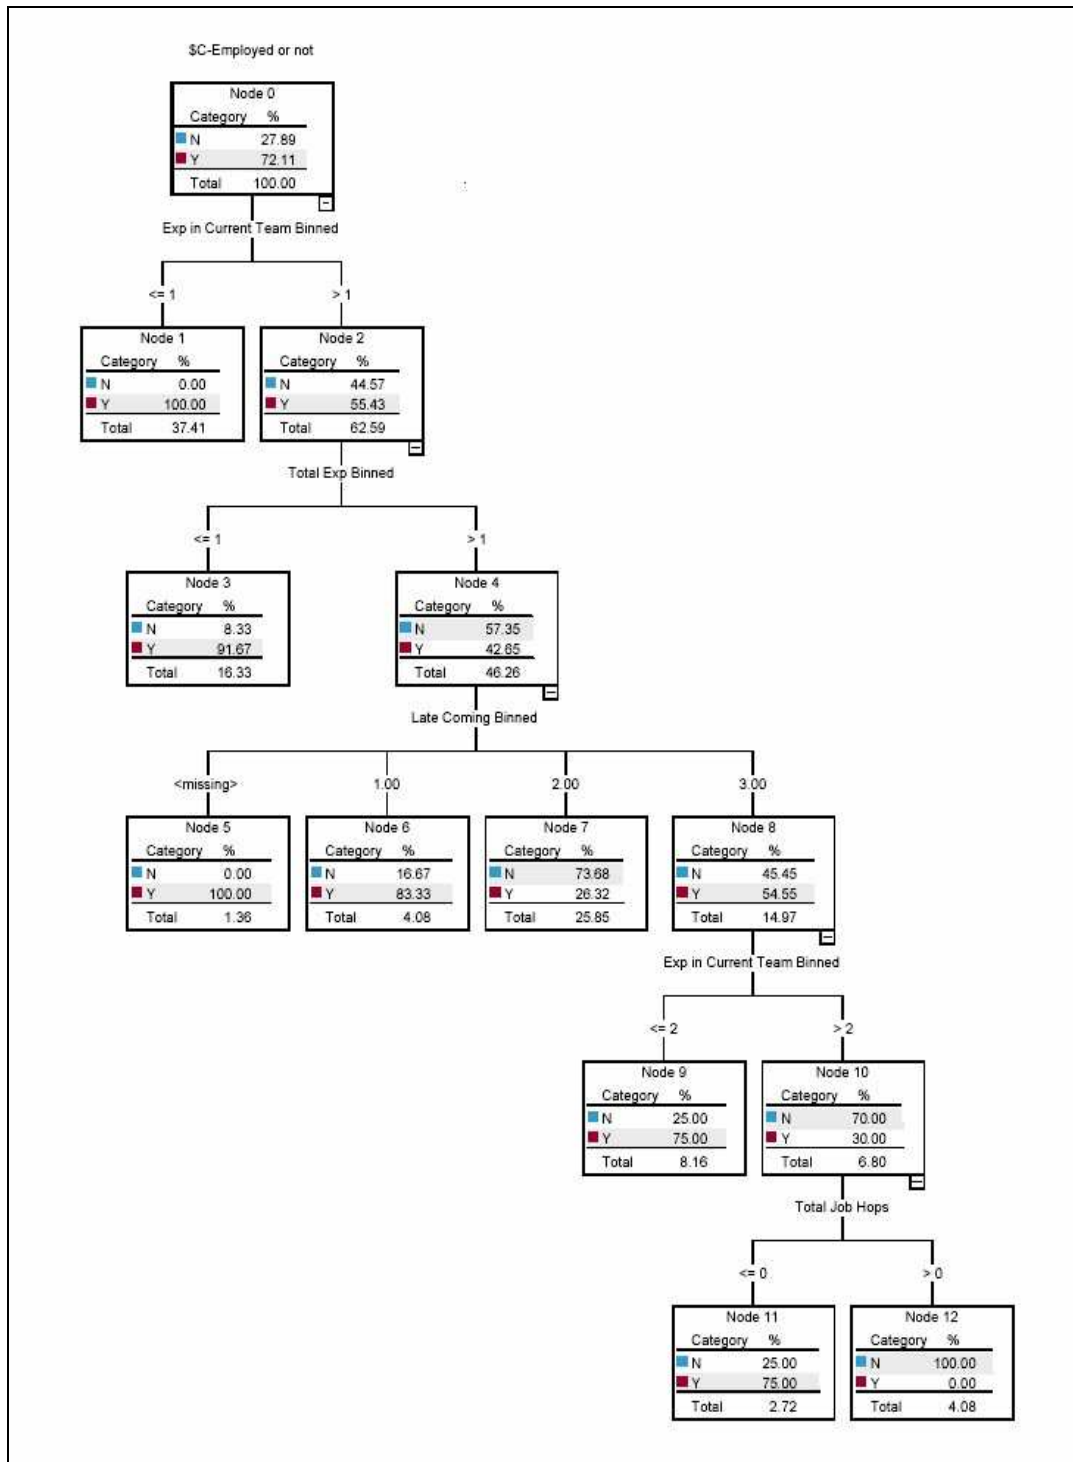 $C-Employed or not
Node 0
Category %
N 27.89
Y 72.11
Total 100.00
Exp in Current Team Binned
<= 1 > 1
Node 1
Category %
N 0.00
Y 100.00
Total 37.41
Node 2
Category %
N 44.57
Y 55.43
Total 62.59
Total Exp Binned
<= 1 > 1
Node 3
Category %
N 8.33
Y 91.67
Total 16.33
Node 4
Category %
N 57.35
Y 42.65
Total 46.26
Late Coming Binned
<missing> 1.00 2.00 3.00
Node 5
Category %
N 0.00
Y 100.00
Total 1.36
Node 6
Category %
N 16.67
Y 83.33
Total 4.08
Node 7
Category %
N 73.68
Y 26.32
Total 25.85
Node 8
Category %
N 45.45
Y 54.55
Total 14.97
Exp in Current Team Binned
<= 2 > 2
Node 9
Category %
N 25.00
Y 75.00
Total 8.16
Node 10
Category %
N 70.00
Y 30.00
Total 6.80
Total Job Hops
<= 0 > 0
Node 11
Category %
N 25.00
Y 75.00
Total 2.72
Node 12
Category %
N 100.00
Y 0.00
Total 4.08